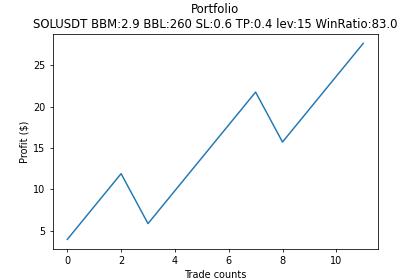 Portfolio
SOLUSDT BBM:2.9 BBL:260 SL:0.6 TP:0.4 lev:15 WinRatio:83.0
Profit ($)
25
20
15
10
5
0 2 4 6 8 10
Trade counts